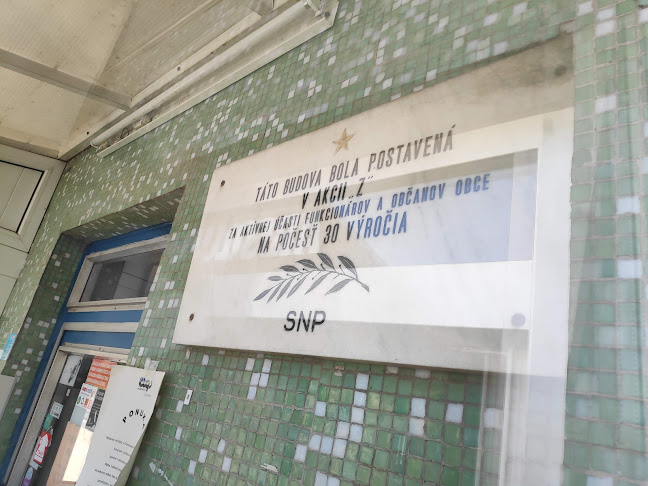 TÁTO BUDOVA BOLA POSTAVENÁ
V AKCII „Z"
ZA AKTÍVNEJ ÚČASTI FUNKCIONÁROV A OBČANOV OBCE
NA POČESŤ 30 VÝROČIA
SNP